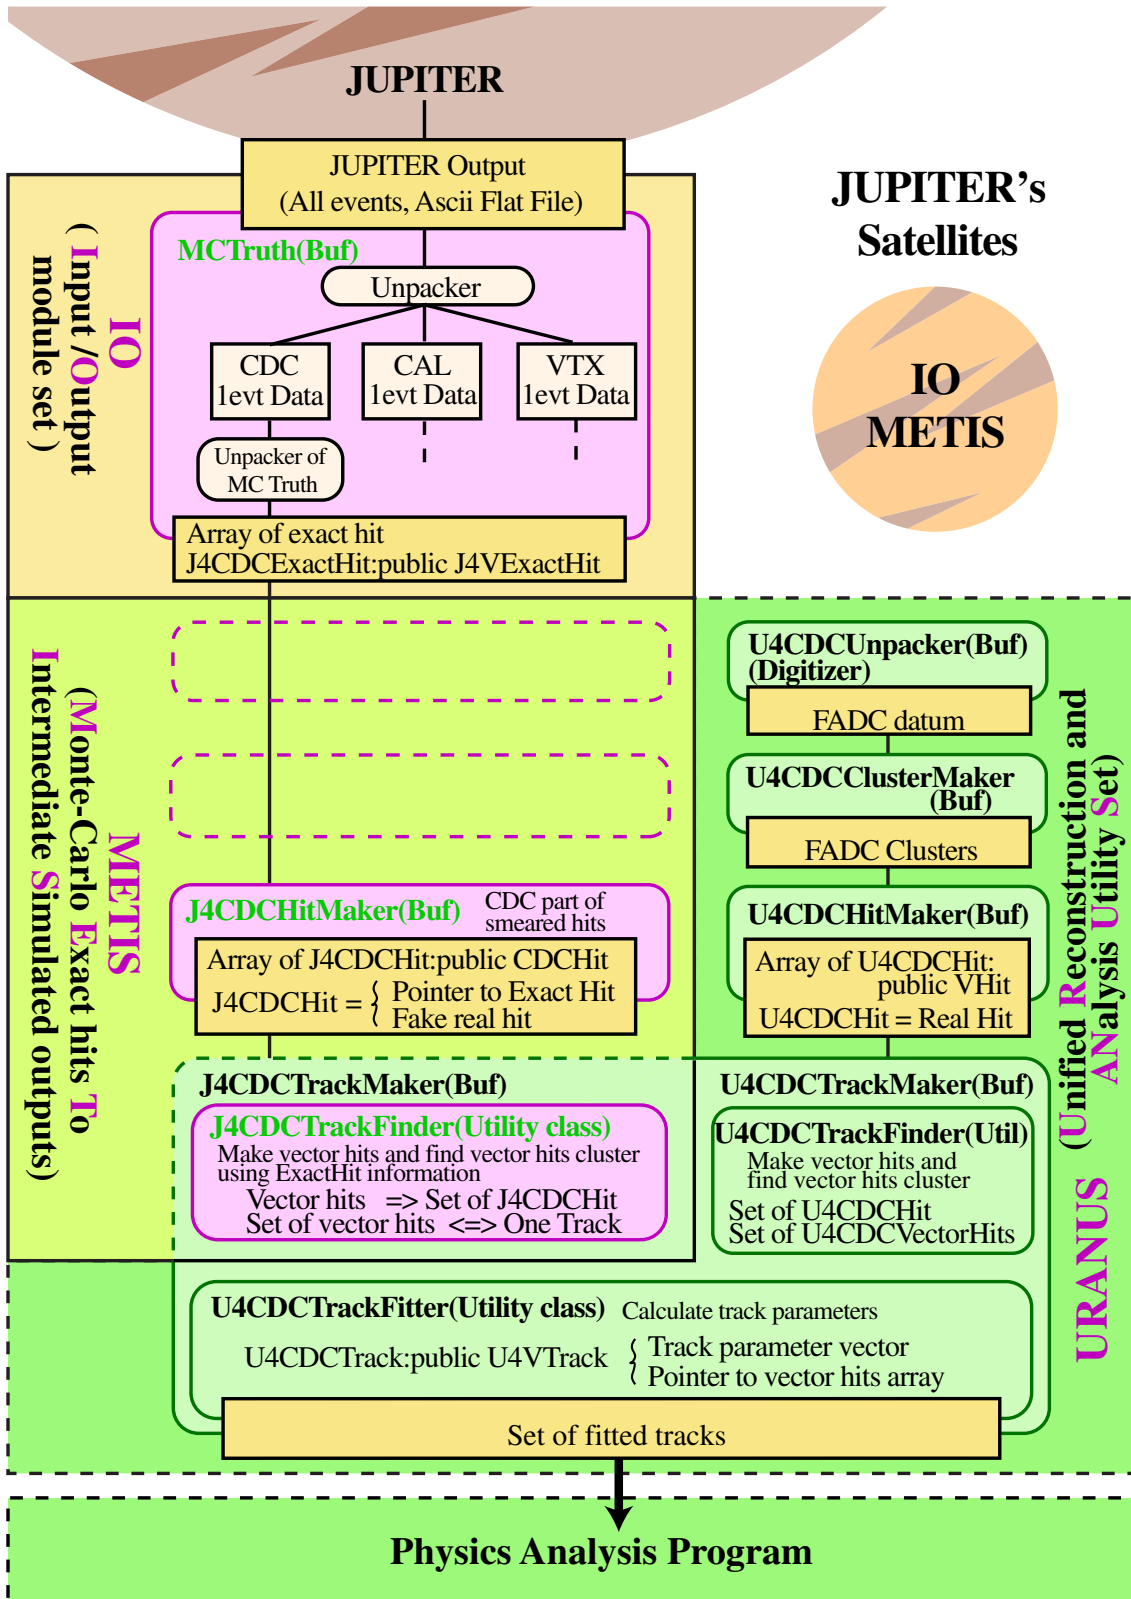 JUPITER
JUPITER Output
(All events, Ascii Flat File)
JUPITER's
Satellites
IO
METIS
IO
( Input /Output
module set )
MCTruth(Buf)
Unpacker
CDC
1evt Data
CAL
1evt Data
VTX
1evt Data
Unpacker of
MC Truth
Array of exact hit
J4CDCExactHit:public J4VExactHit
METIS
(Monte-Carlo Exact hits To
Intermediate Simulated outputs)
J4CDCHitMaker(Buf)
CDC part of
smeared hits
Array of J4CDCHit:public CDCHit
J4CDCHit = { Pointer to Exact Hit
Fake real hit
J4CDCTrackMaker(Buf)
J4CDCTrackFinder(Utility class)
Make vector hits and find vector hits cluster
using ExactHit information
Vector hits => Set of J4CDCHit
Set of vector hits <=> One Track
U4CDCUnpacker(Buf)
(Digitizer)
FADC datum
U4CDCClusterMaker
(Buf)
FADC Clusters
U4CDCHitMaker(Buf)
Array of U4CDCHit:
public VHit
U4CDCHit = Real Hit
U4CDCTrackMaker(Buf)
U4CDCTrackFinder(Util)
Make vector hits and
find vector hits cluster
Set of U4CDCHit
Set of U4CDCVectorHits
URANUS
(Unified Reconstruction and
ANalysis Utility Set)
U4CDCTrackFitter(Utility class) Calculate track parameters
U4CDCTrack:public U4VTrack { Track parameter vector
Pointer to vector hits array
Set of fitted tracks
Physics Analysis Program